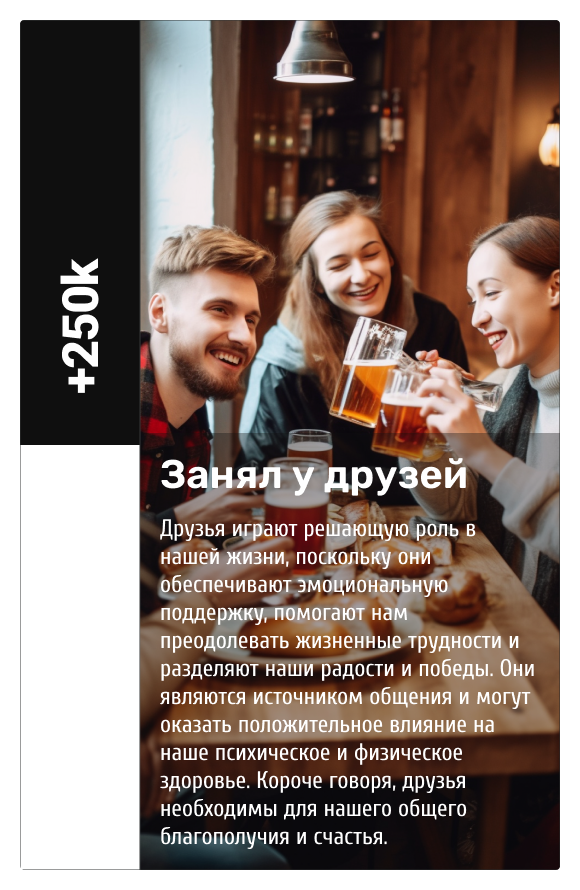 +250k
Занял у друзей
Друзья играют решающую роль в
нашей жизни, поскольку они
обеспечивают эмоциональную
поддержку, помогают нам
преодолевать жизненные трудности и
разделяют наши радости и победы. Они
являются источником общения и могут
оказать положительное влияние на
наше психическое и физическое
здоровье. Короче говоря, друзья
необходимы для нашего общего
благополучия и счастья.